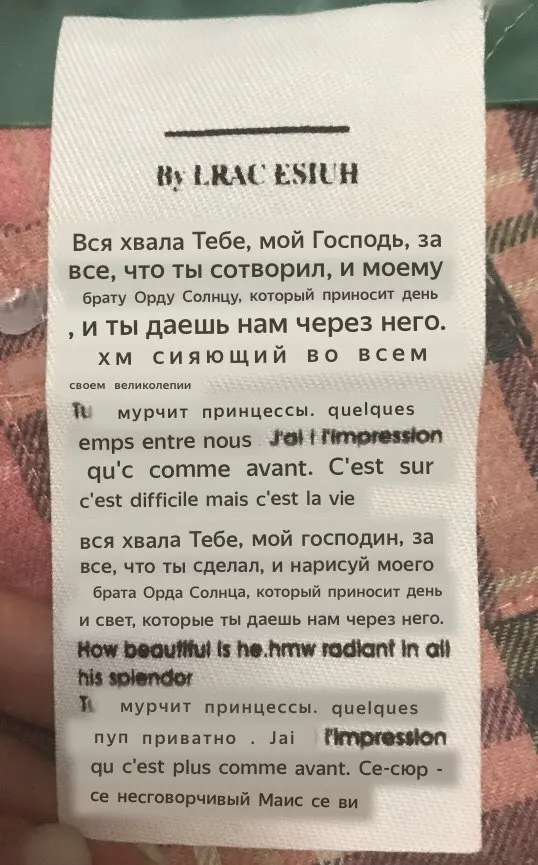 By LRAC ESIUH
Вся хвала Тебе, мой Господь, за
все, что ты сотворил, и моему
брату Орду Солнцу, который приносит день
, и ты даешь нам через него.
хм сияющий во всем
своем великолепии
Tu мурчит принцессы. quelques
emps entre nous J'ai l'impression
qu'c comme avant. C'est sur
c'est difficile mais c'est la vie
вся хвала Тебе, мой господин, за
все, что ты сделал, и нарисуй моего
брата Орда Солнца, который приносит день
и свет, которые ты даешь нам через него.
How beautiful is he.hmw radiant in all
his splendor
мурчит принцессы. quelques
пуп приватно . Jai l'impression
qu c'est plus comme avant. Се-сюр -
се несговорчивый Маис се ви